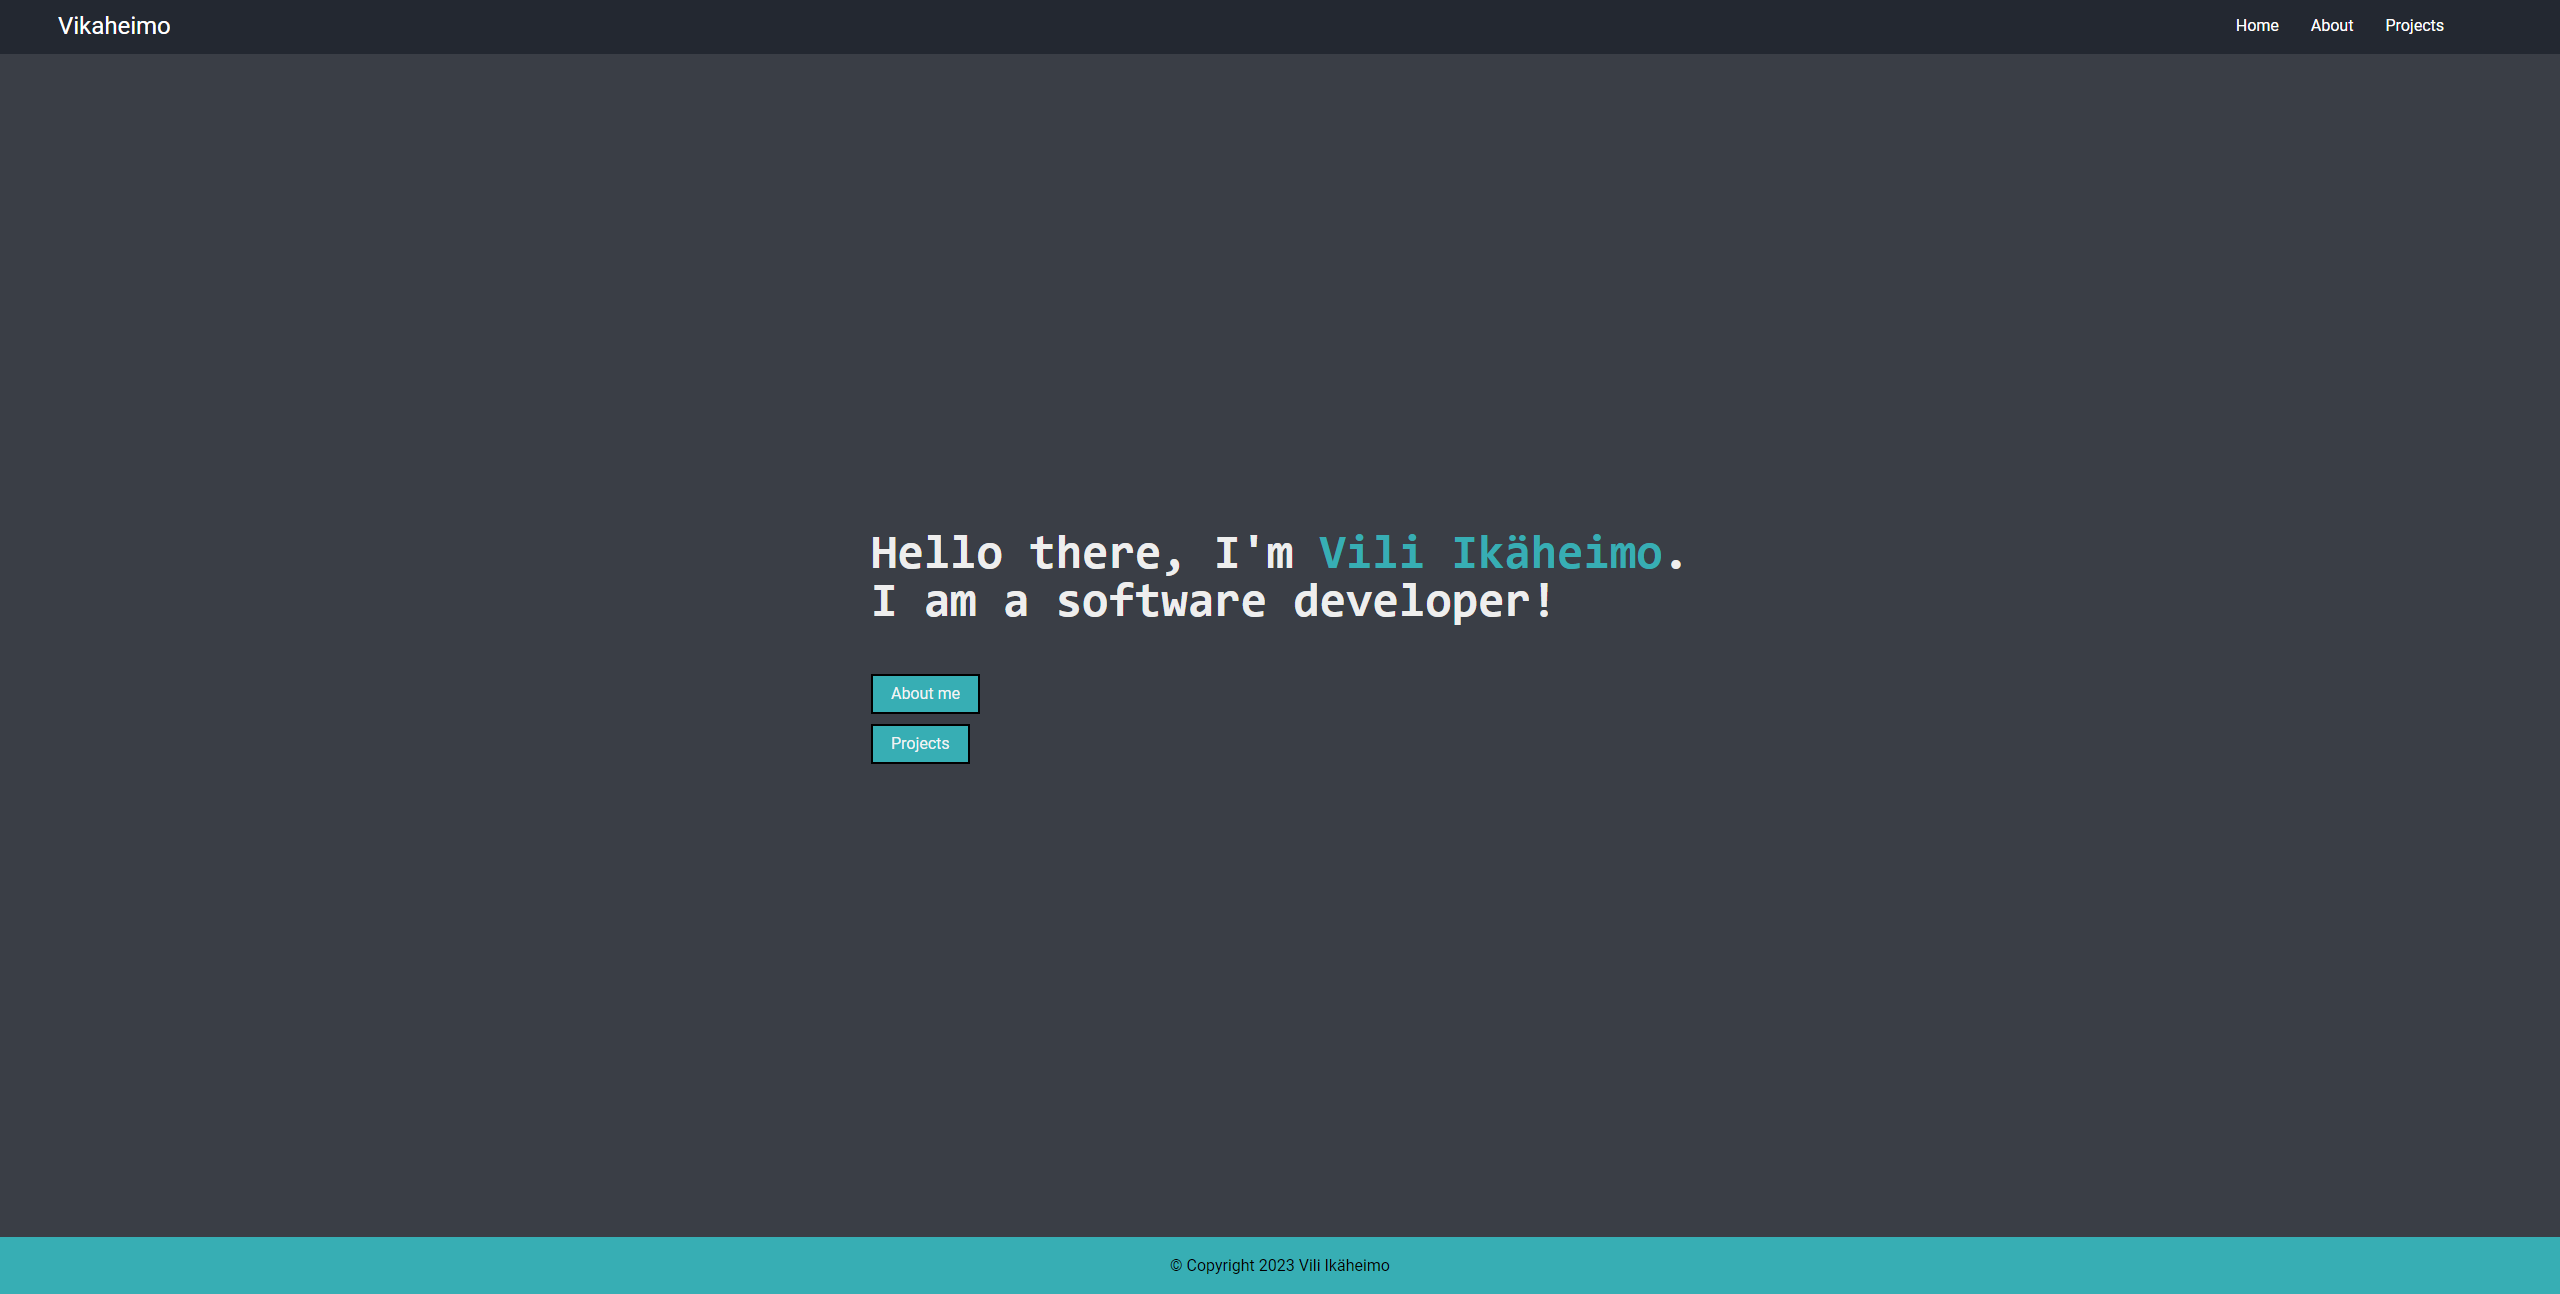 Vikaheimo
Home About Projects
Hello there, I'm Vili Ikäheimo.
I am a software developer!
About me
Projects
© Copyright 2023 Vili Ikäheimo